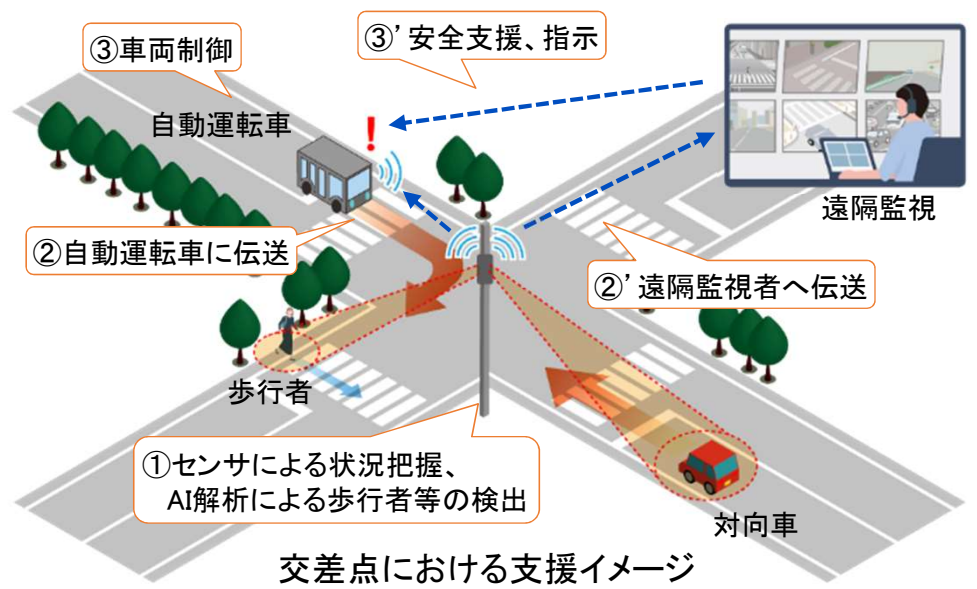 ③車両制御
③’安全支援、指示
自動運転車
遠隔監視
②自動運転車に伝送
②’遠隔監視者へ伝送
歩行者
①センサによる状況把握、
AI解析による歩行者等の検出
対向車
交差点における支援イメージ